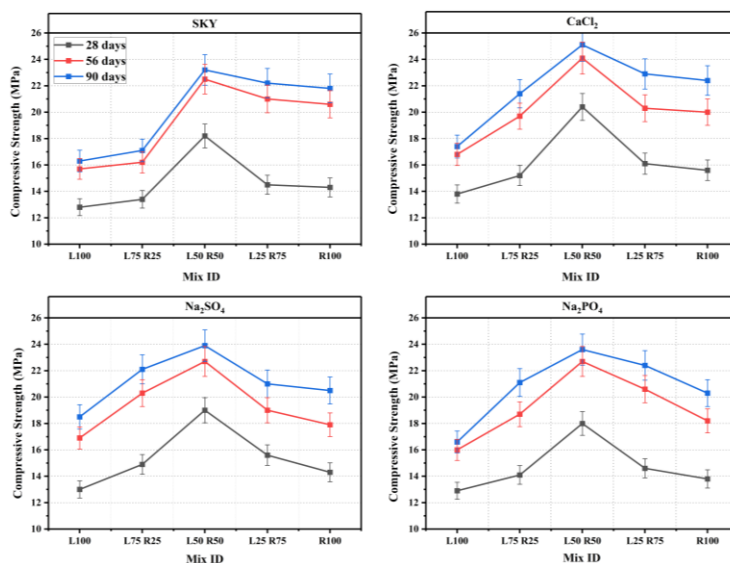 SKY
26
24
22
20
18
16
14
12
10
Compressive Strength (MPa)
28 days
56 days
90 days
L100
L75 R25
L50 R50
L25 R75
R100
Mix ID
CaCl₂
26
24
22
20
18
16
14
12
10
Compressive Strength (MPa)
L100
L75 R25
L50 R50
L25 R75
R100
Mix ID
Na₂SO₄
26
24
22
20
18
16
14
12
10
Compressive Strength (MPa)
L100
L75 R25
L50 R50
L25 R75
R100
Mix ID
Na₂PO₄
26
24
22
20
18
16
14
12
10
Compressive Strength (MPa)
L100
L75 R25
L50 R50
L25 R75
R100
Mix ID